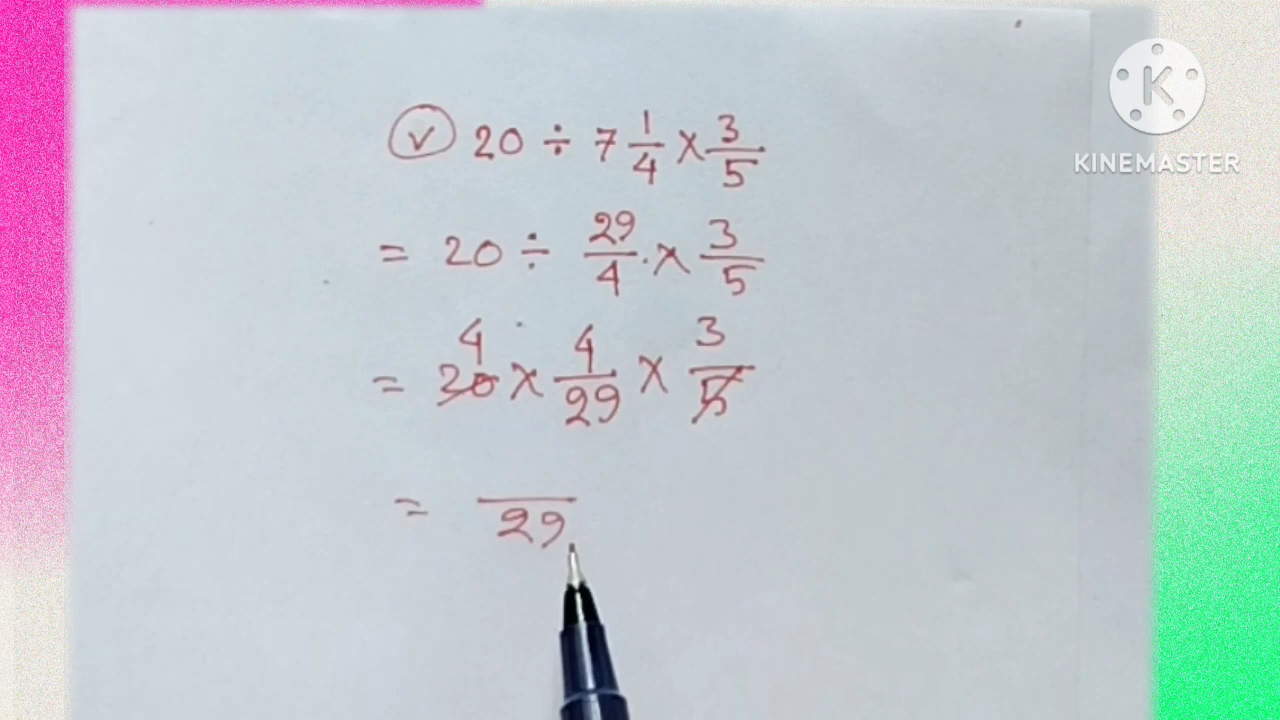 (v) 20 ÷ 7 1/4 × 3/5
= 20 ÷ 29/4 × 3/5
4
= 20 × 4/29 × 3/5
= /29
K
KINEMASTER